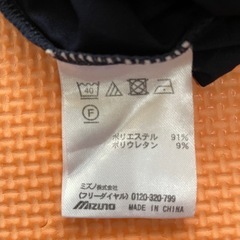 40
F
ポリエステル 91%
ポリウレタン 9%
ミズノ株式会社
(フリーダイヤル) 0120-320-799
MIZUNO MADE IN CHINA